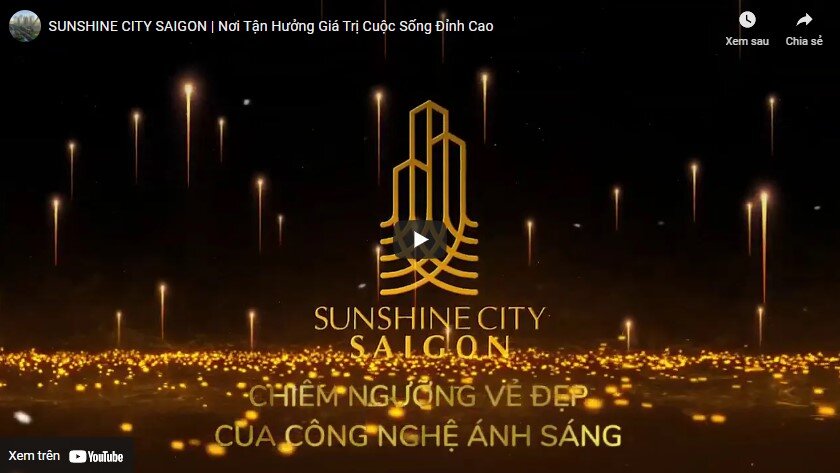 SUNSHINE CITY SAIGON | Nơi Tận Hưởng Giá Trị Cuộc Sống Đỉnh Cao
Xem sau
Chia sẻ
SUNSHINE CITY
SAIGON
CHIÊM NGƯỠNG VẺ ĐẸP
CỦA CÔNG NGHỆ ÁNH SÁNG
Xem trên YouTube